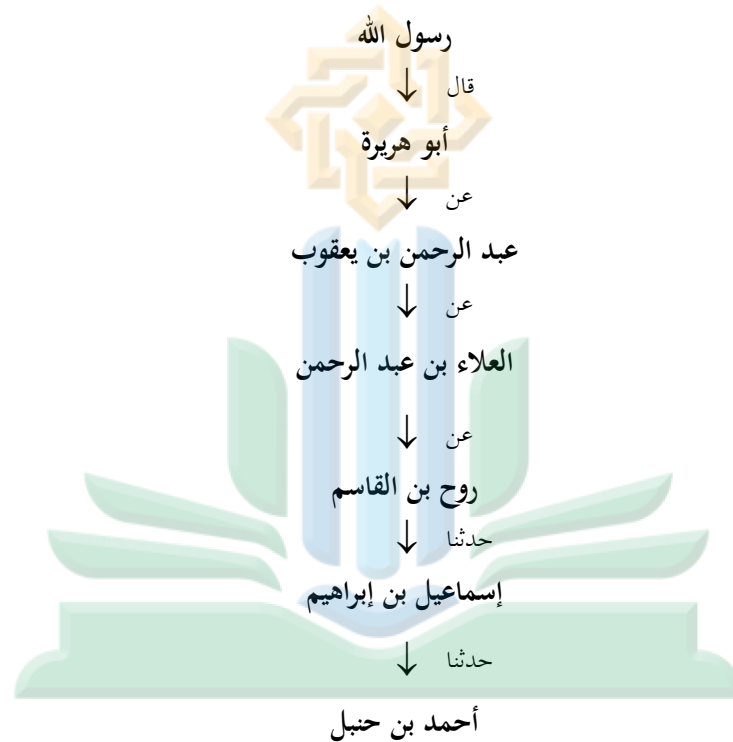 رسول الله
قال ↓
أبو هريرة
عن ↓
عبد الرحمن بن يعقوب
عن ↓
العلاء بن عبد الرحمن
عن ↓
روح بن القاسم
حدثنا ↓
إسماعيل بن إبراهيم
حدثنا ↓
أحمد بن حنبل